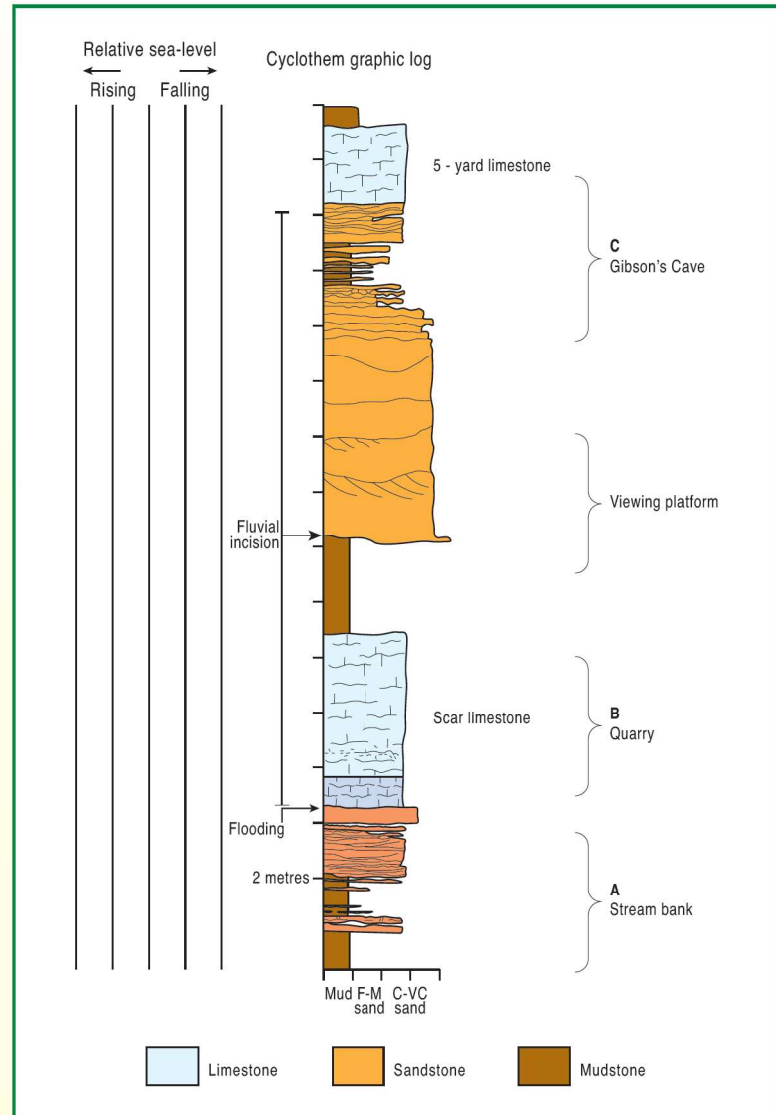 Relative sea-level
Rising
Falling
Cyclothem graphic log
5 - yard limestone
C
Gibson's Cave
Viewing platform
Fluvial
incision
Scar limestone
B
Quarry
Flooding
2 metres
A
Stream bank
Mud F-M C-VC
sand sand
Limestone
Sandstone
Mudstone